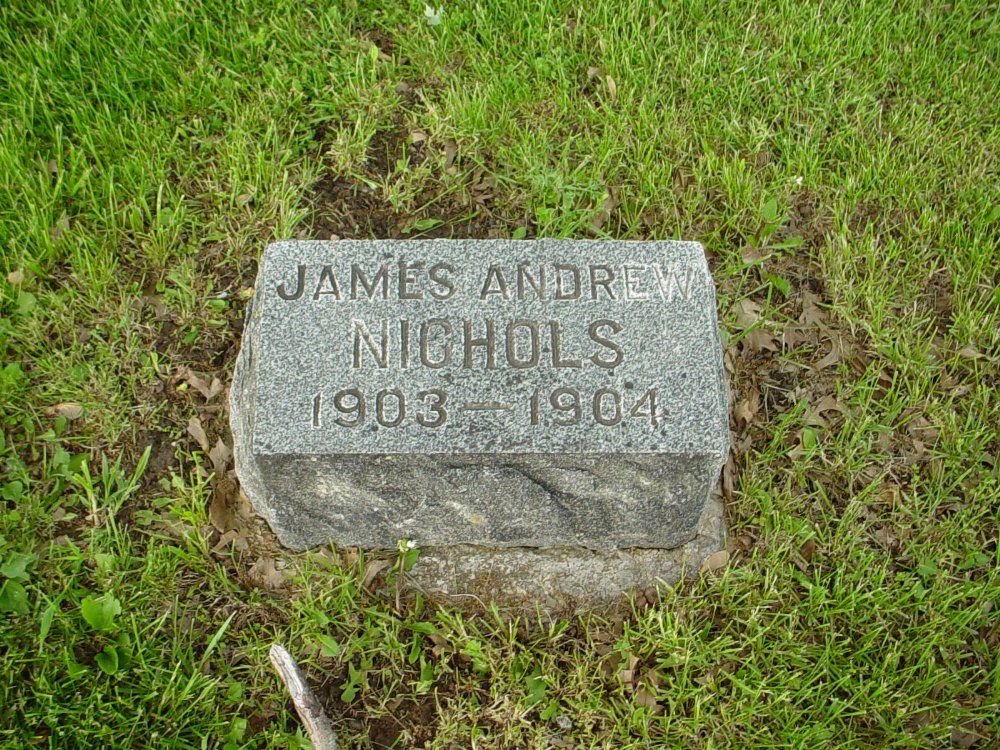 JAMES ANDREW
NICHOLS
1903 — 1904